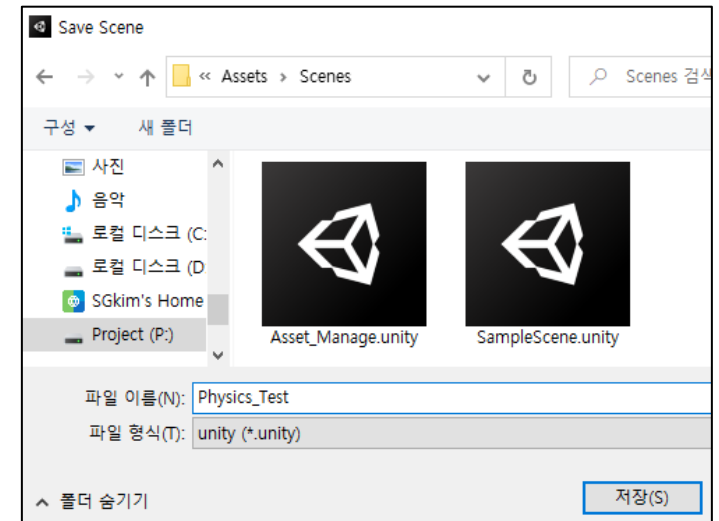 Save Scene
« Assets › Scenes
Scenes 검색
구성 새 폴더
사진
음악
로컬 디스크 (C:
로컬 디스크 (D
SGkim's Home
Project (P:)
Asset_Manage.unity
SampleScene.unity
파일 이름(N): Physics_Test
파일 형식(T): unity (*.unity)
폴더 숨기기
저장(S)